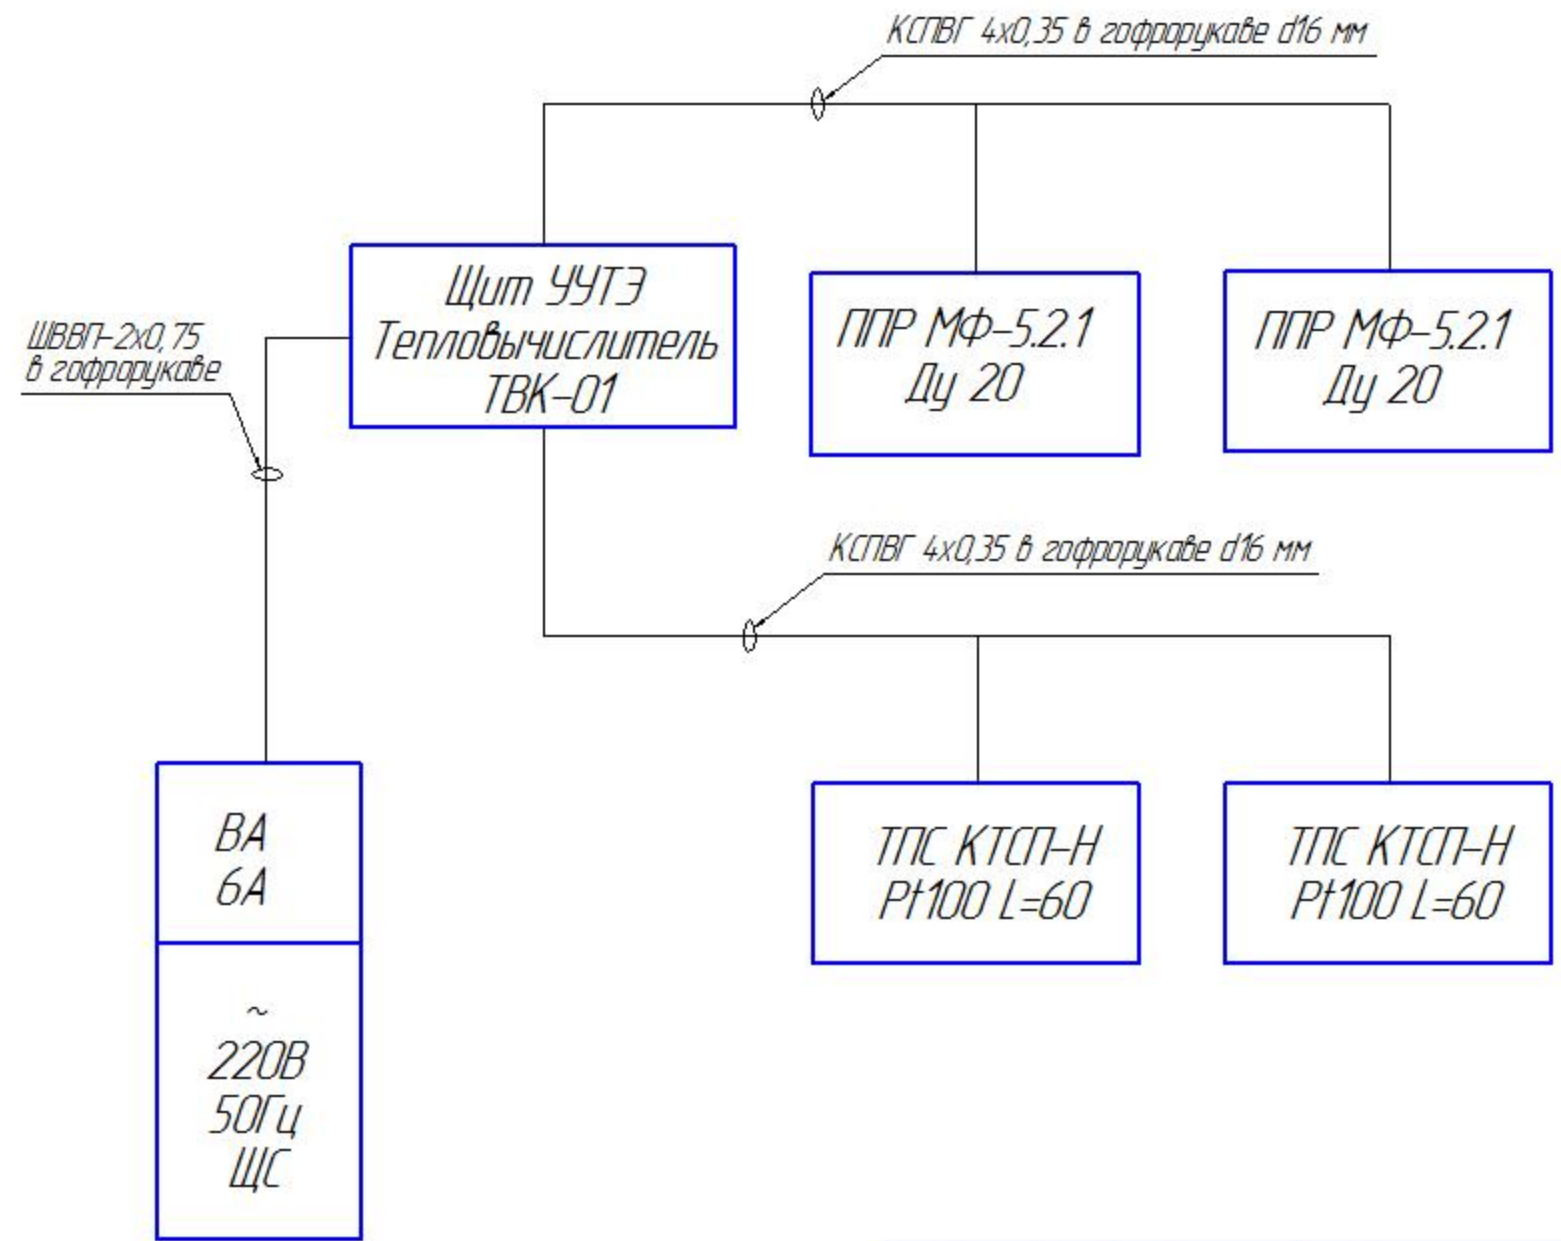 КСПВГ 4х0,35 в гофрорукаве d16 мм
Щит УУТЭ
Тепловычислитель
ТВК-01
ППР МФ-5.2.1
Ду 20
ППР МФ-5.2.1
Ду 20
ШВВП-2х0,75
в гофрорукаве
КСПВГ 4х0,35 в гофрорукаве d16 мм
ВА
6А
~
220В
50Гц
ЩС
ТПС КТСП-Н
Pt100 L=60
ТПС КТСП-Н
Pt100 L=60